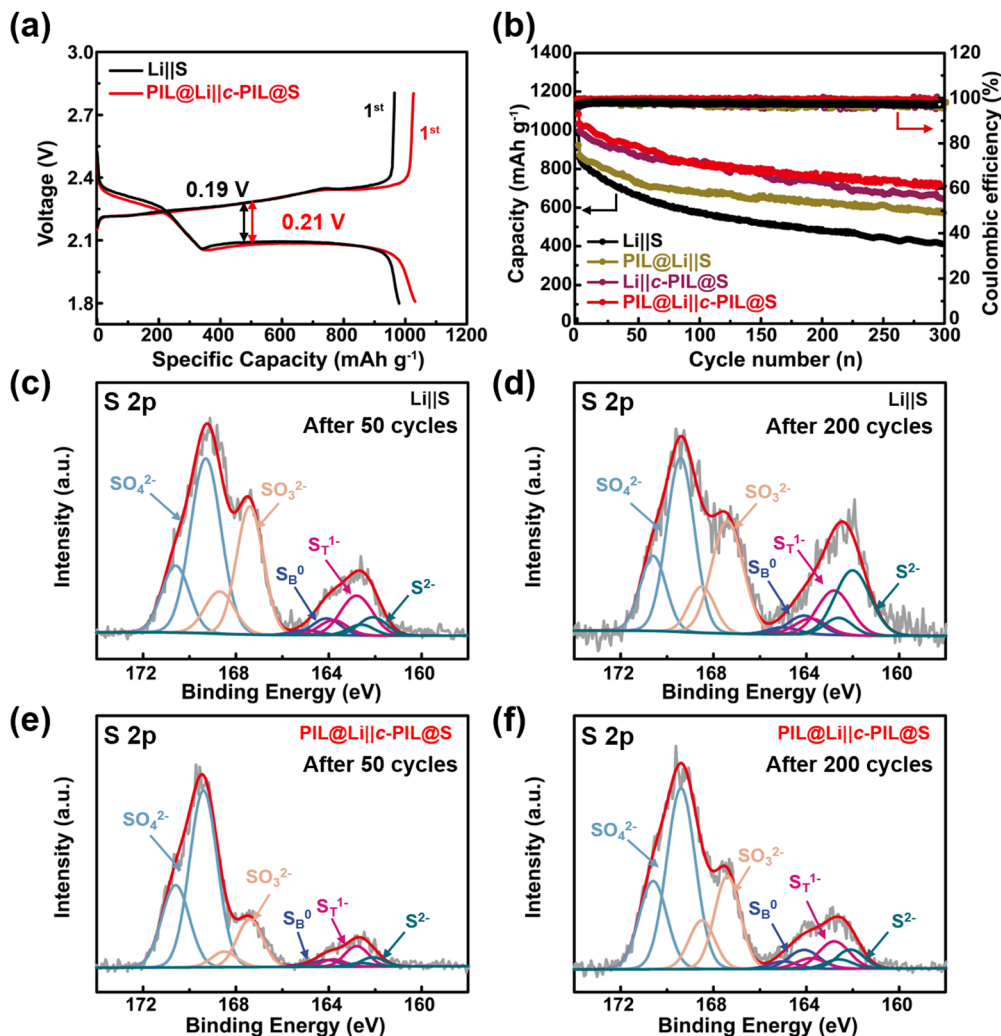 (a)
3.0
2.7
2.4
2.1
1.8
Voltage (V)
Li||S
PIL@Li||c-PIL@S
1st
1st
0.19 V
0.21 V
0 200 400 600 800 1000 1200
Specific Capacity (mAh g-1)
(b)
1400
1200
1000
800
600
400
200
0
Capacity (mAh g-1)
120
100
80
60
40
20
0
Coulombic efficiency (%)
Li||S
PIL@Li||S
Li||c-PIL@S
PIL@Li||c-PIL@S
0 50 100 150 200 250 300
Cycle number (n)
(c)
S 2p
Li||S
After 50 cycles
SO42-
SO32-
SB0
ST1-
S2-
Intensity (a.u.)
172 168 164 160
Binding Energy (eV)
(d)
S 2p
Li||S
After 200 cycles
SO42-
SO32-
SB0
ST1-
S2-
Intensity (a.u.)
172 168 164 160
Binding Energy (eV)
(e)
S 2p
PIL@Li||c-PIL@S
After 50 cycles
SO42-
SO32-
SB0
ST1-
S2-
Intensity (a.u.)
172 168 164 160
Binding Energy (eV)
(f)
S 2p
PIL@Li||c-PIL@S
After 200 cycles
SO42-
SO32-
SB0
ST1-
S2-
Intensity (a.u.)
172 168 164 160
Binding Energy (eV)